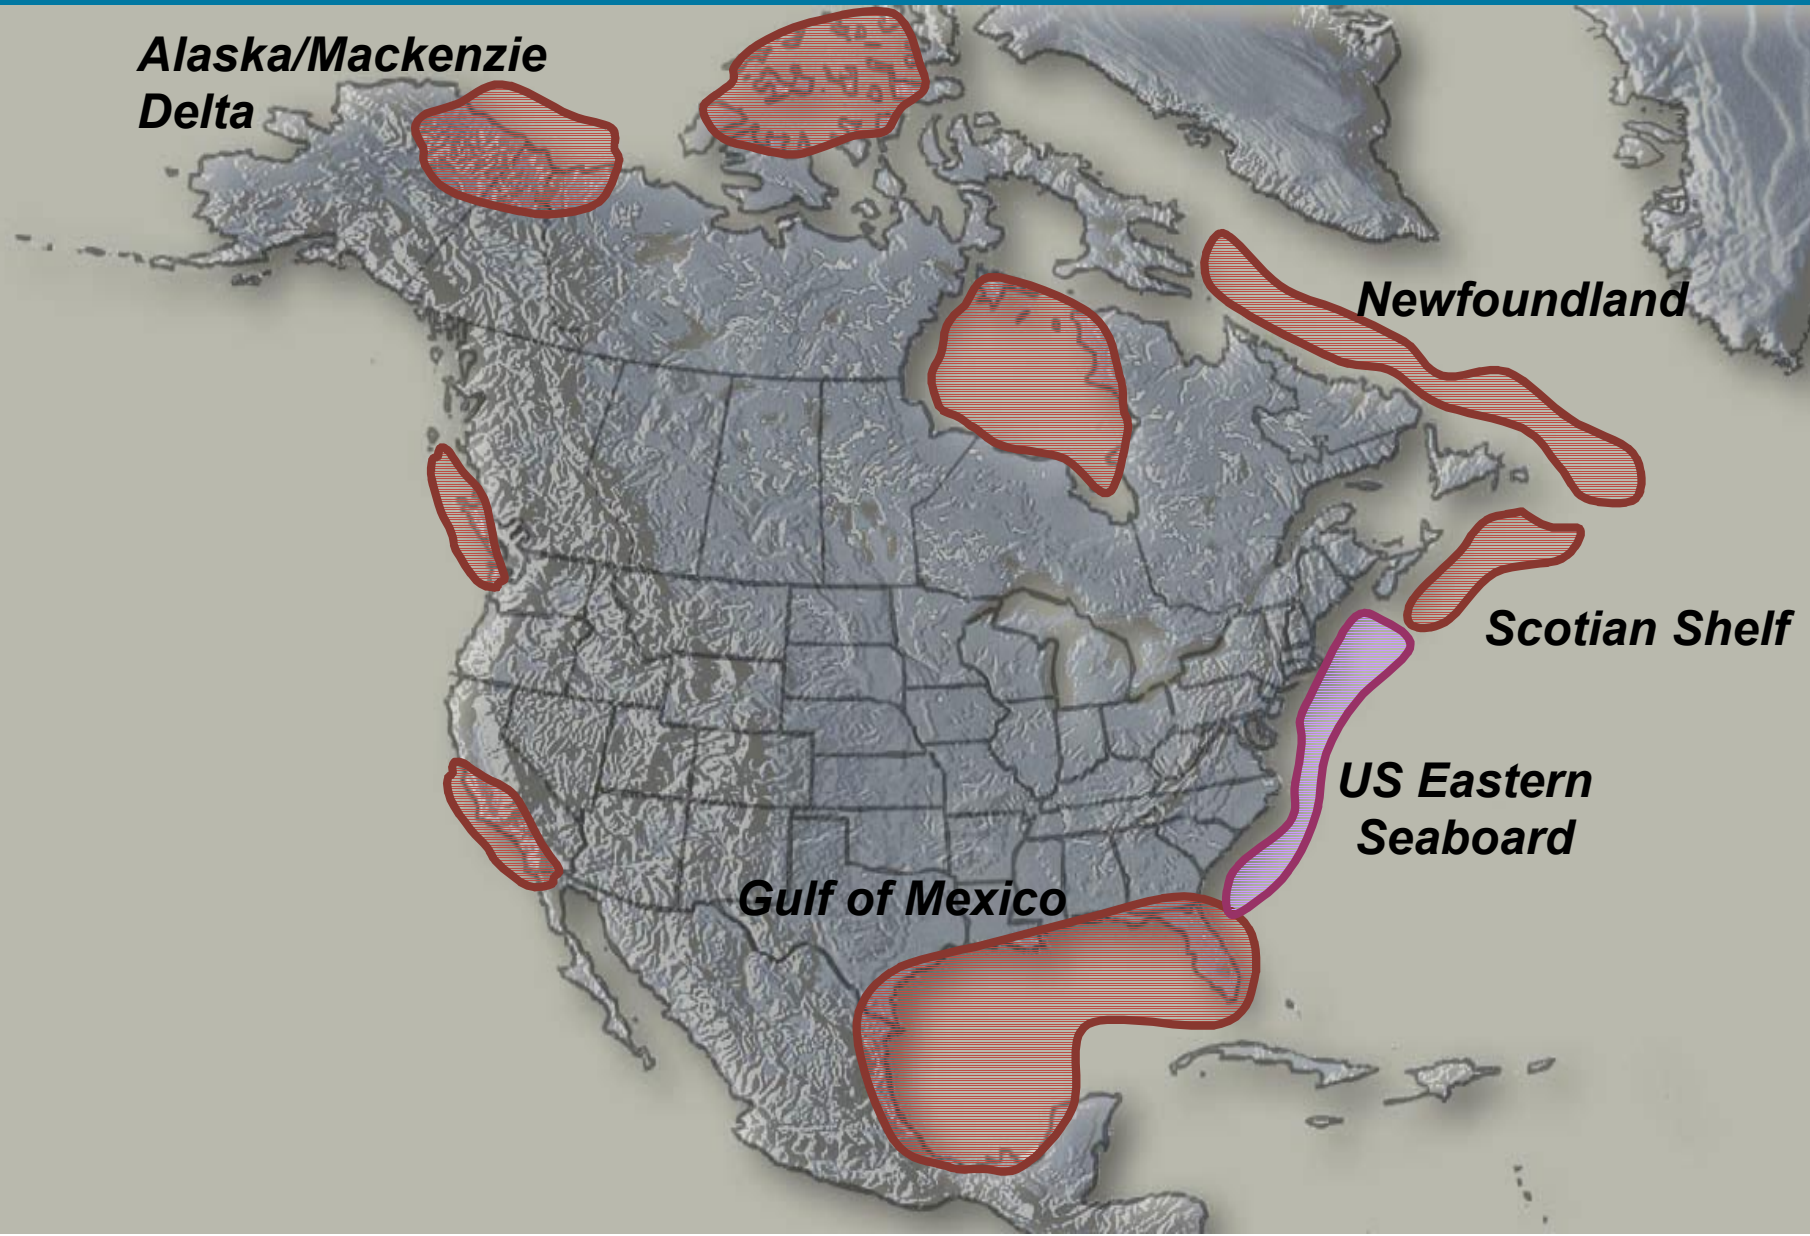 Alaska/Mackenzie
Delta
Newfoundland
Scotian Shelf
US Eastern
Seaboard
Gulf of Mexico